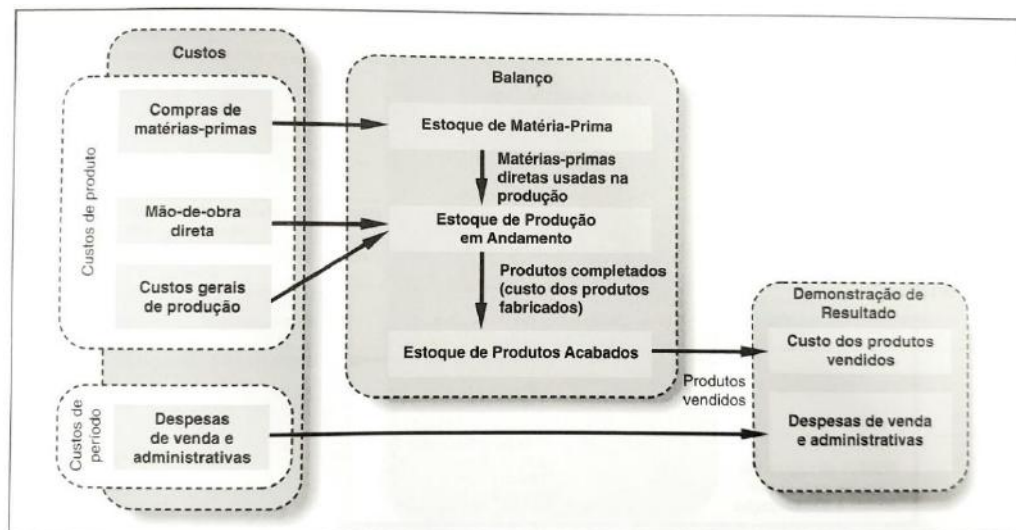 Custos
Custos de produto
Compras de
matérias-primas
Mão-de-obra
direta
Custos gerais
de produção
Custos de
período
Despesas
de venda e
administrativas
Balanço
Estoque de Matéria-Prima
Matérias-primas
diretas usadas na
produção
Estoque de Produção
em Andamento
Produtos completados
(custo dos produtos
fabricados)
Estoque de Produtos Acabados
Produtos
vendidos
Demonstração de
Resultado
Custo dos produtos
vendidos
Despesas de venda
e administrativas